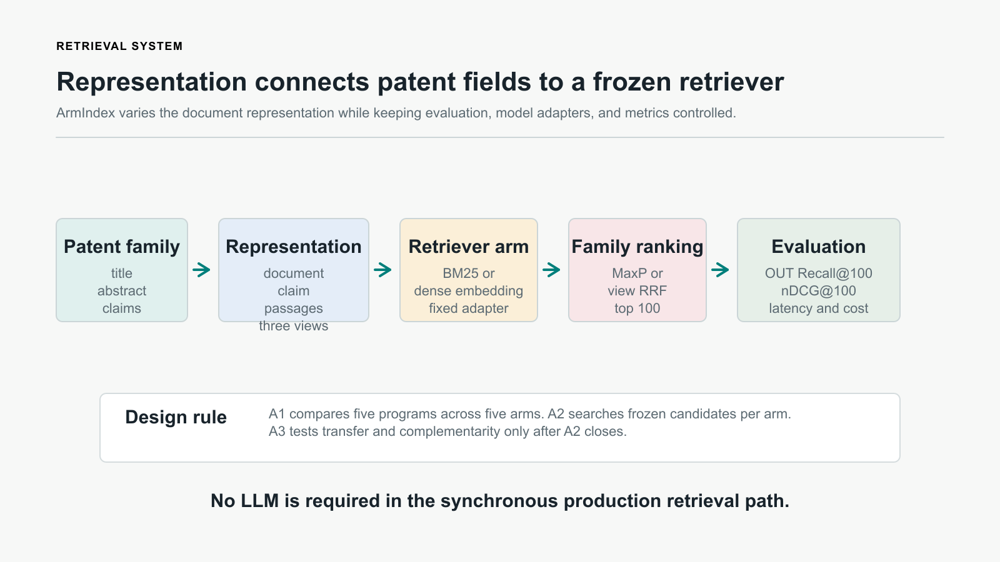 RETRIEVAL SYSTEM
Representation connects patent fields to a frozen retriever
ArmIndex varies the document representation while keeping evaluation, model adapters, and metrics controlled.
Patent family
title
abstract
claims
Representation
document
claim
passages
three views
Retriever arm
BM25 or
dense embedding
fixed adapter
Family ranking
MaxP or
view RRF
top 100
Evaluation
OUT Recall@100
nDCG@100
latency and cost
Design rule
A1 compares five programs across five arms. A2 searches frozen candidates per arm.
A3 tests transfer and complementarity only after A2 closes.
No LLM is required in the synchronous production retrieval path.